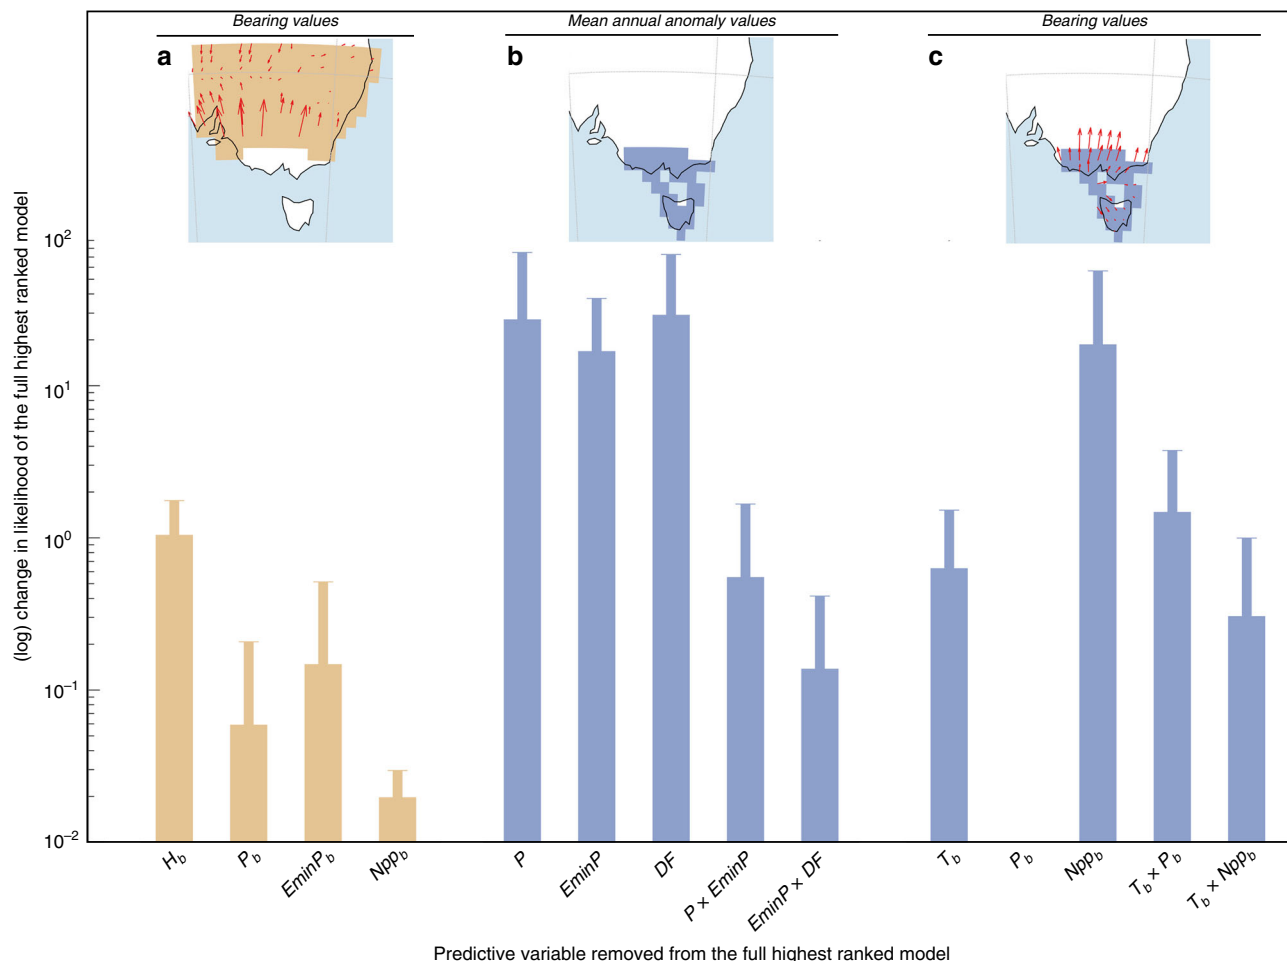 Bearing values
Mean annual anomaly values
Bearing values
a
b
c
(log) change in likelihood of the full highest ranked model
10²
10¹
10⁰
10⁻¹
10⁻²
H_b
P_b
EminP_b
Npp_b
P
EminP
DF
P × EminP
EminP × DF
T_b
P_b
Npp_b
T_b × P_b
T_b × Npp_b
Predictive variable removed from the full highest ranked model